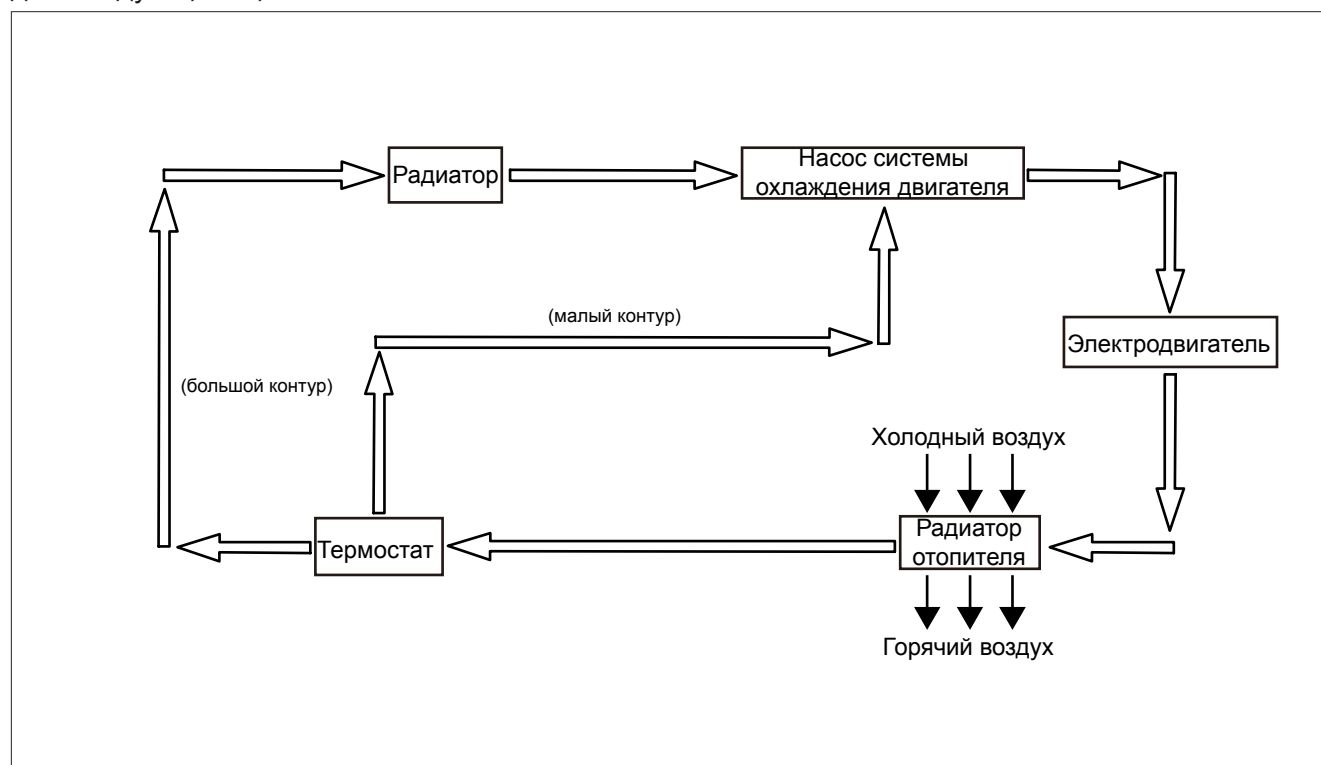 Радиатор
Насос системы
охлаждения двигателя
(малый контур)
Электродвигатель
(большой контур)
Холодный воздух
Термостат
Радиатор
отопителя
Горячий воздух